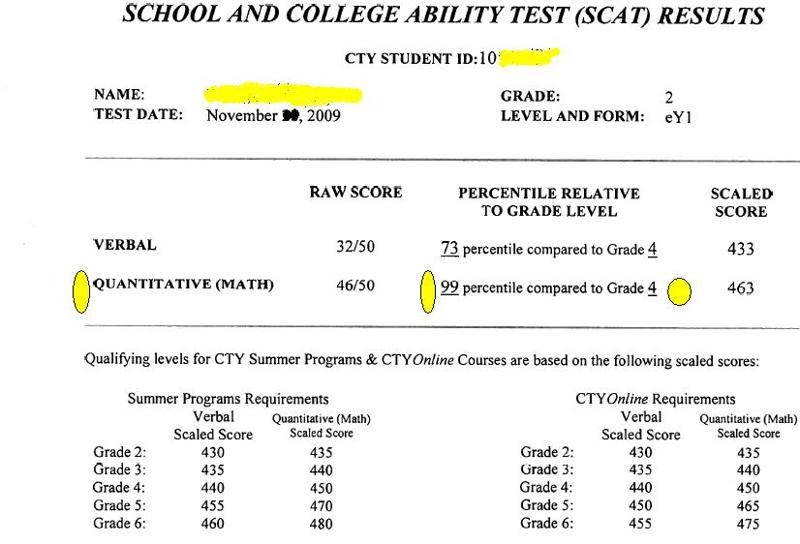 SCHOOL AND COLLEGE ABILITY TEST (SCAT) RESULTS
CTY STUDENT ID:10
NAME:
GRADE: 2
TEST DATE: November , 2009
LEVEL AND FORM: eY1
RAW SCORE PERCENTILE RELATIVE SCALED
TO GRADE LEVEL SCORE
VERBAL 32/50 73 percentile compared to Grade 4 433
QUANTITATIVE (MATH) 46/50 99 percentile compared to Grade 4 463
Qualifying levels for CTY Summer Programs & CTYOnline Courses are based on the following scaled scores:
Summer Programs Requirements CTYOnline Requirements
Verbal Quantitative (Math) Verbal Quantitative (Math)
Scaled Score Scaled Score Scaled Score Scaled Score
Grade 2: 430 435 Grade 2: 430 435
Grade 3: 435 440 Grade 3: 435 440
Grade 4: 440 450 Grade 4: 440 450
Grade 5: 455 470 Grade 5: 450 465
Grade 6: 460 480 Grade 6: 455 475